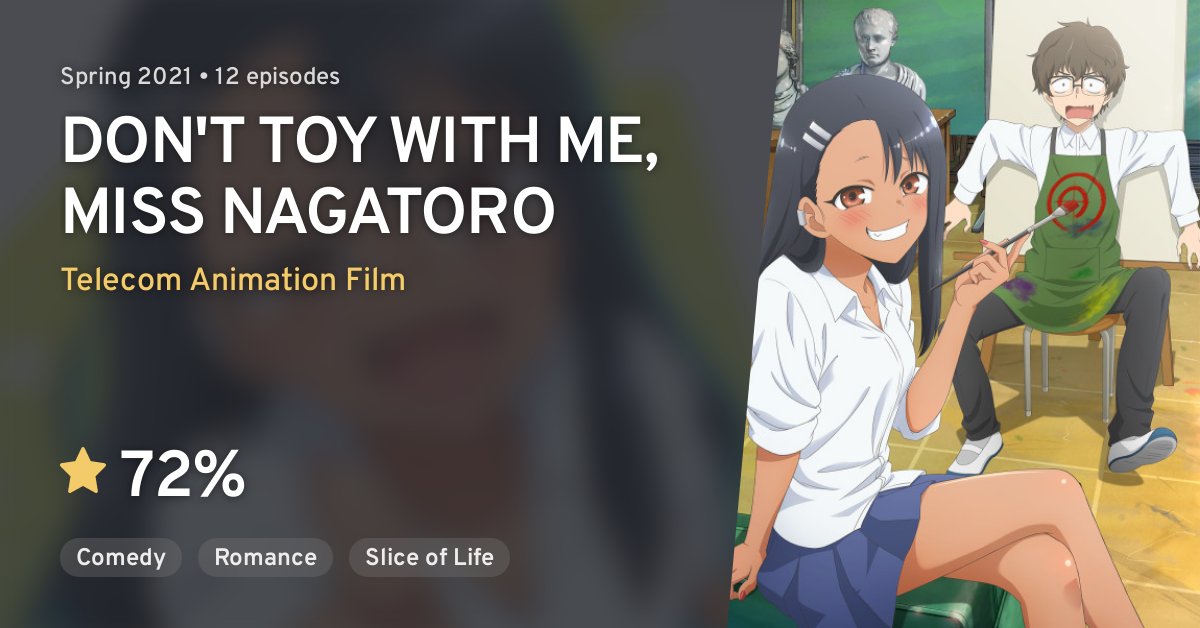 Spring 2021 • 12 episodes
DON'T TOY WITH ME,
MISS NAGATORO
Telecom Animation Film
72%
Comedy Romance Slice of Life